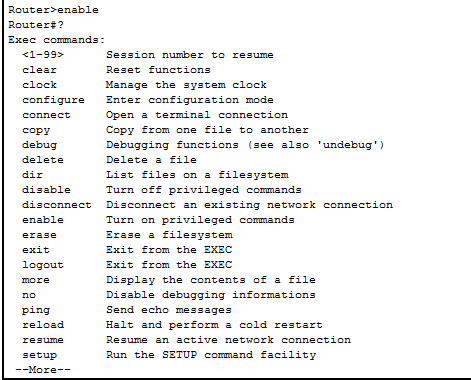 Router>enable
Router#?
Exec commands:
<1-99> Session number to resume
clear Reset functions
clock Manage the system clock
configure Enter configuration mode
connect Open a terminal connection
copy Copy from one file to another
debug Debugging functions (see also 'undebug')
delete Delete a file
dir List files on a filesystem
disable Turn off privileged commands
disconnect Disconnect an existing network connection
enable Turn on privileged commands
erase Erase a filesystem
exit Exit from the EXEC
logout Exit from the EXEC
more Display the contents of a file
no Disable debugging informations
ping Send echo messages
reload Halt and perform a cold restart
resume Resume an active network connection
setup Run the SETUP command facility
--More--